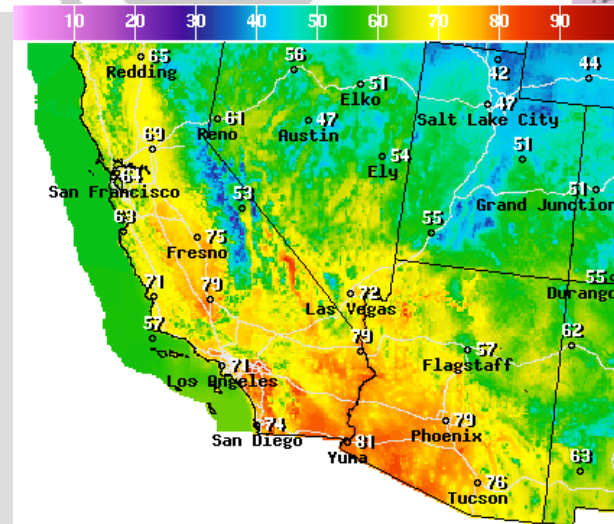 10 20 30 40 50 60 70 80 90
65
Redding
56
42
44
51
Elko
47
Salt Lake City
61
Reno
47
Austin
69
51
54
Ely
64
San Francisco
53
51
Grand Junction
63
75
Fresno
55
55
Durango
71
79
72
Las Vegas
57
79
62
57
Flagstaff
71
Los Angeles
74
San Diego
79
Phoenix
81
Yuma
63
76
Tucson